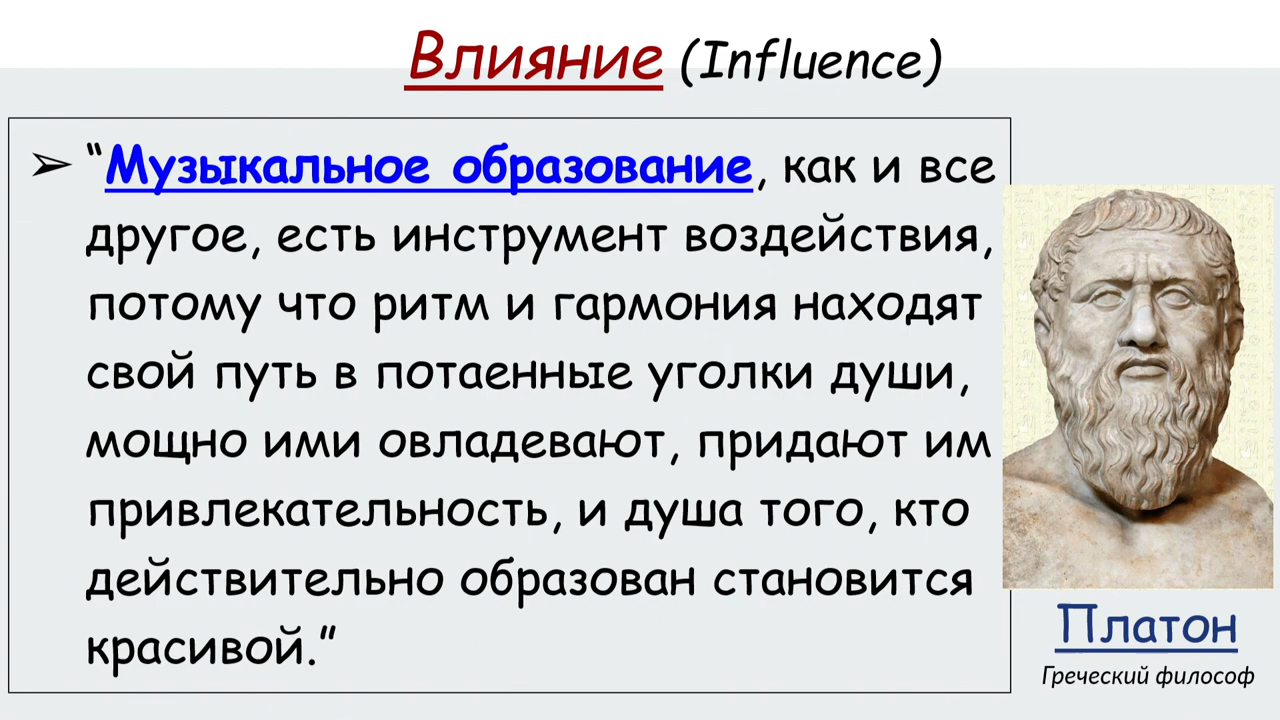 Влияние (Influence)
➢ “Музыкальное образование, как и все
другое, есть инструмент воздействия,
потому что ритм и гармония находят
свой путь в потаенные уголки души,
мощно ими овладевают, придают им
привлекательность, и душа того, кто
действительно образован становится
красивой.”
Платон
Греческий философ